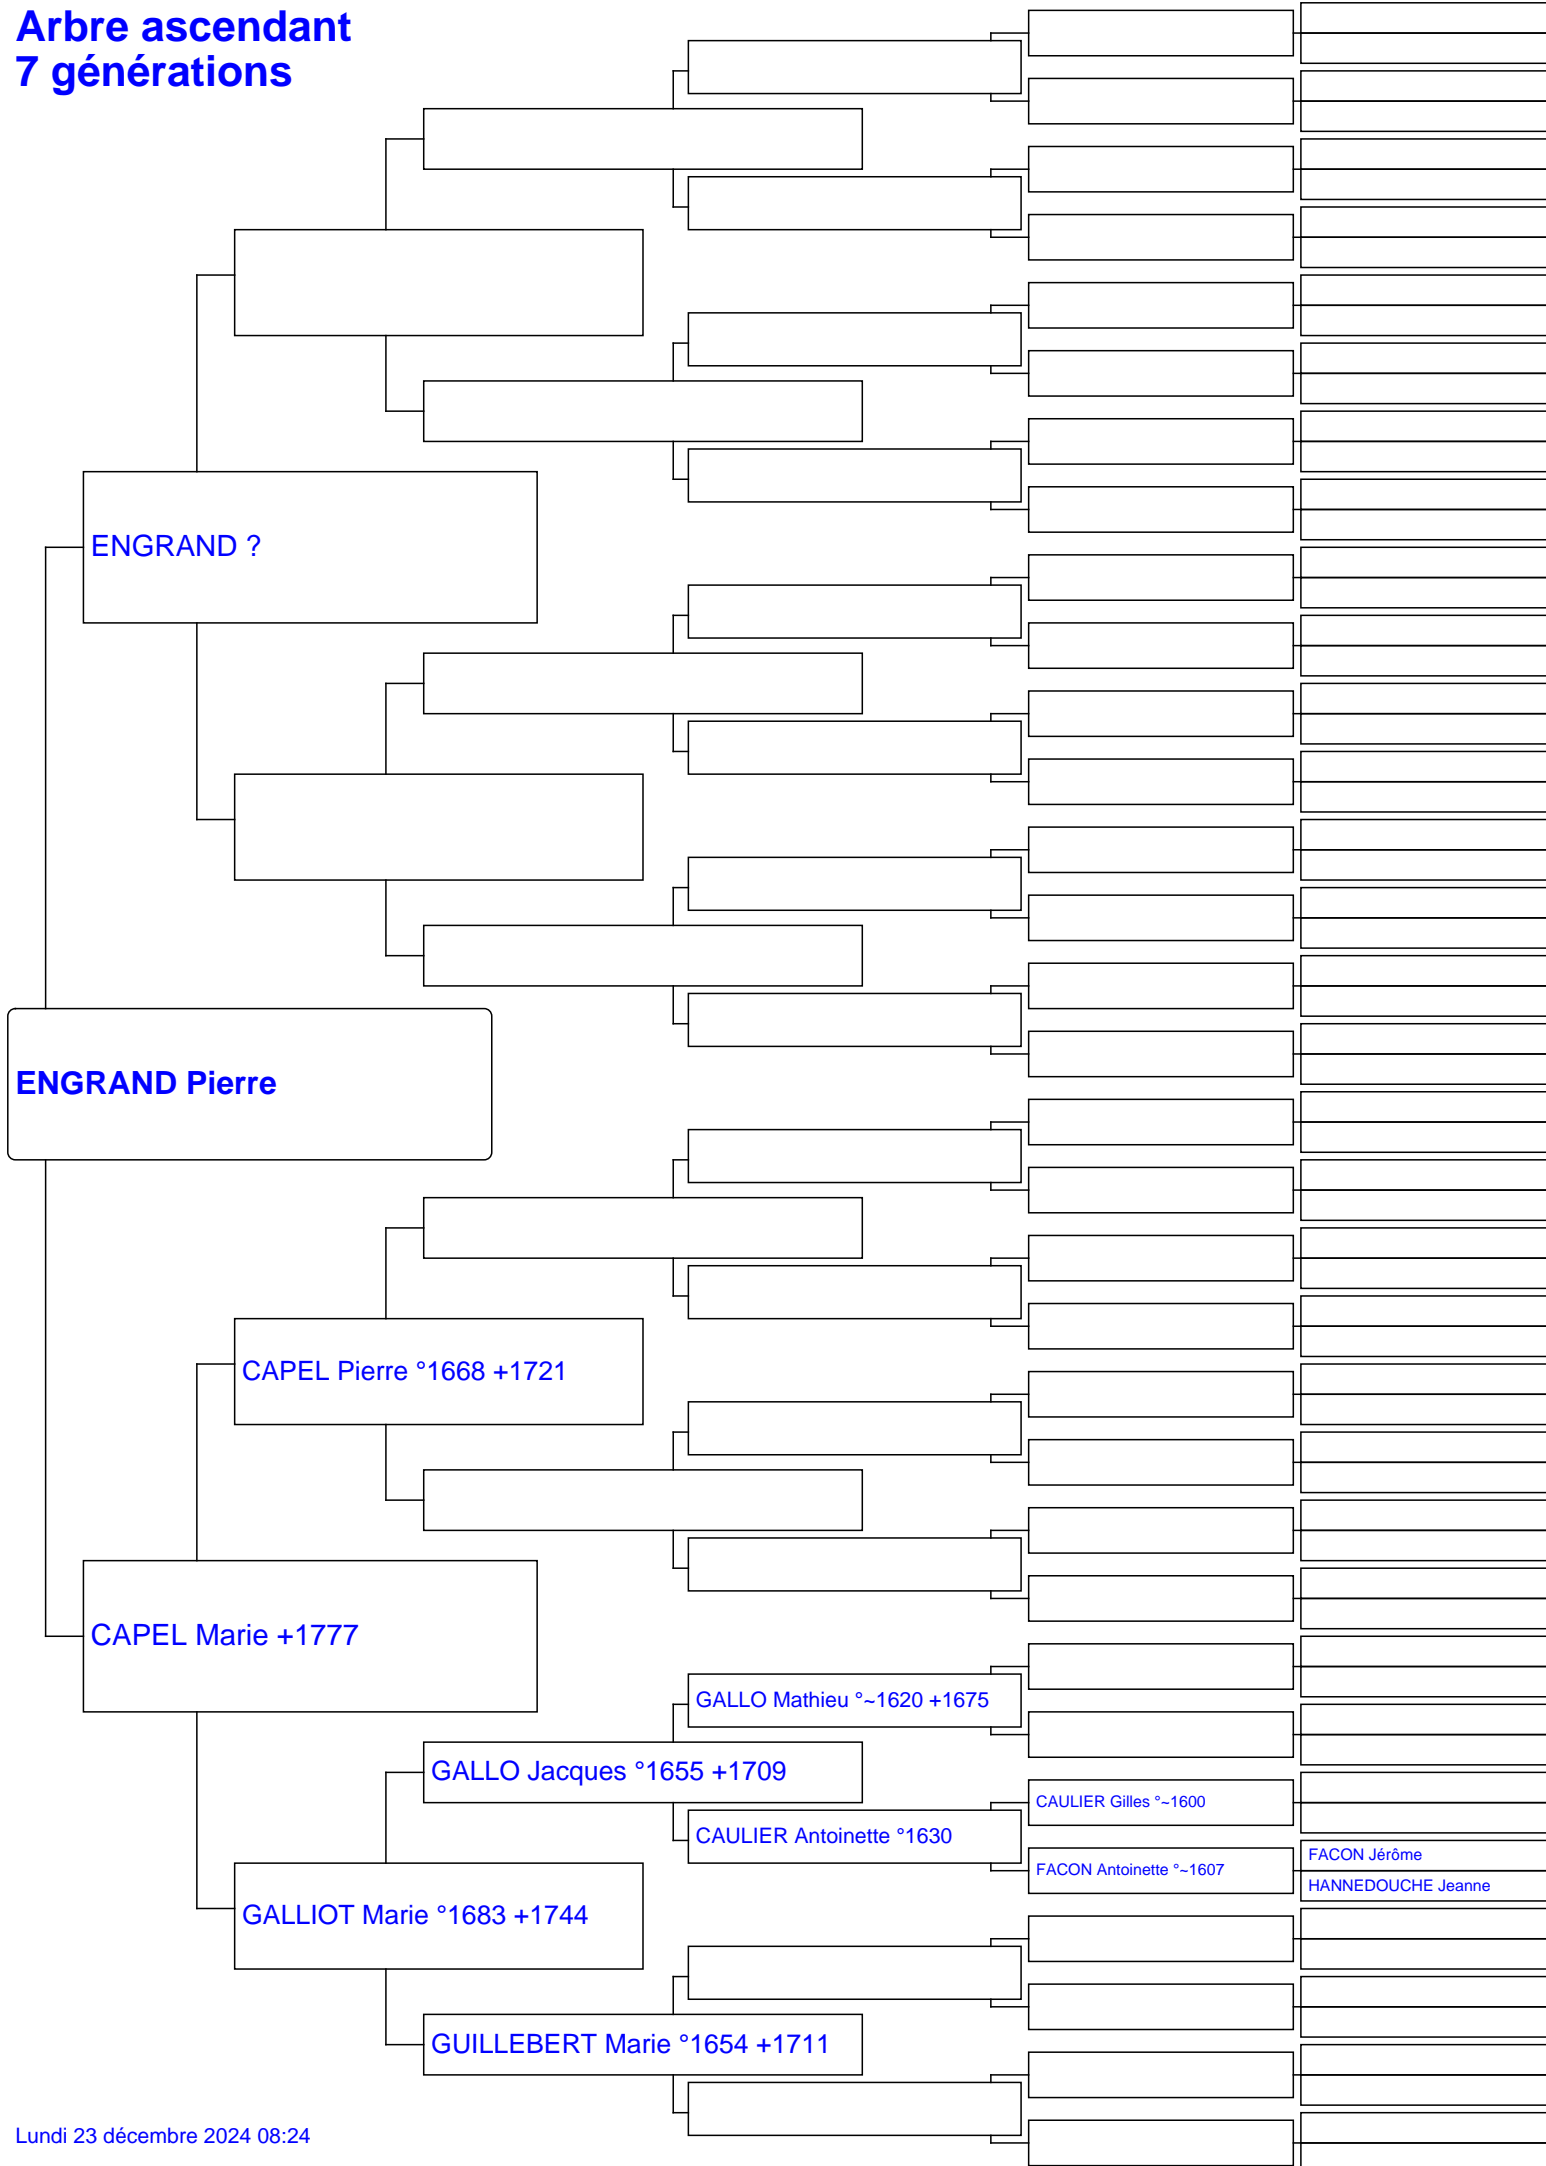 Arbre ascendant
7 générations
ENGRAND ?
ENGRAND Pierre
CAPEL Pierre °1668 +1721
CAPEL Marie +1777
GALLO Mathieu °~1620 +1675
GALLO Jacques °1655 +1709
CAULIER Gilles °~1600
CAULIER Antoinette °1630
FACON Jérôme
FACON Antoinette °~1607
HANNEDOUCHE Jeanne
GALLIOT Marie °1683 +1744
GUILLEBERT Marie °1654 +1711
Lundi 23 décembre 2024 08:24